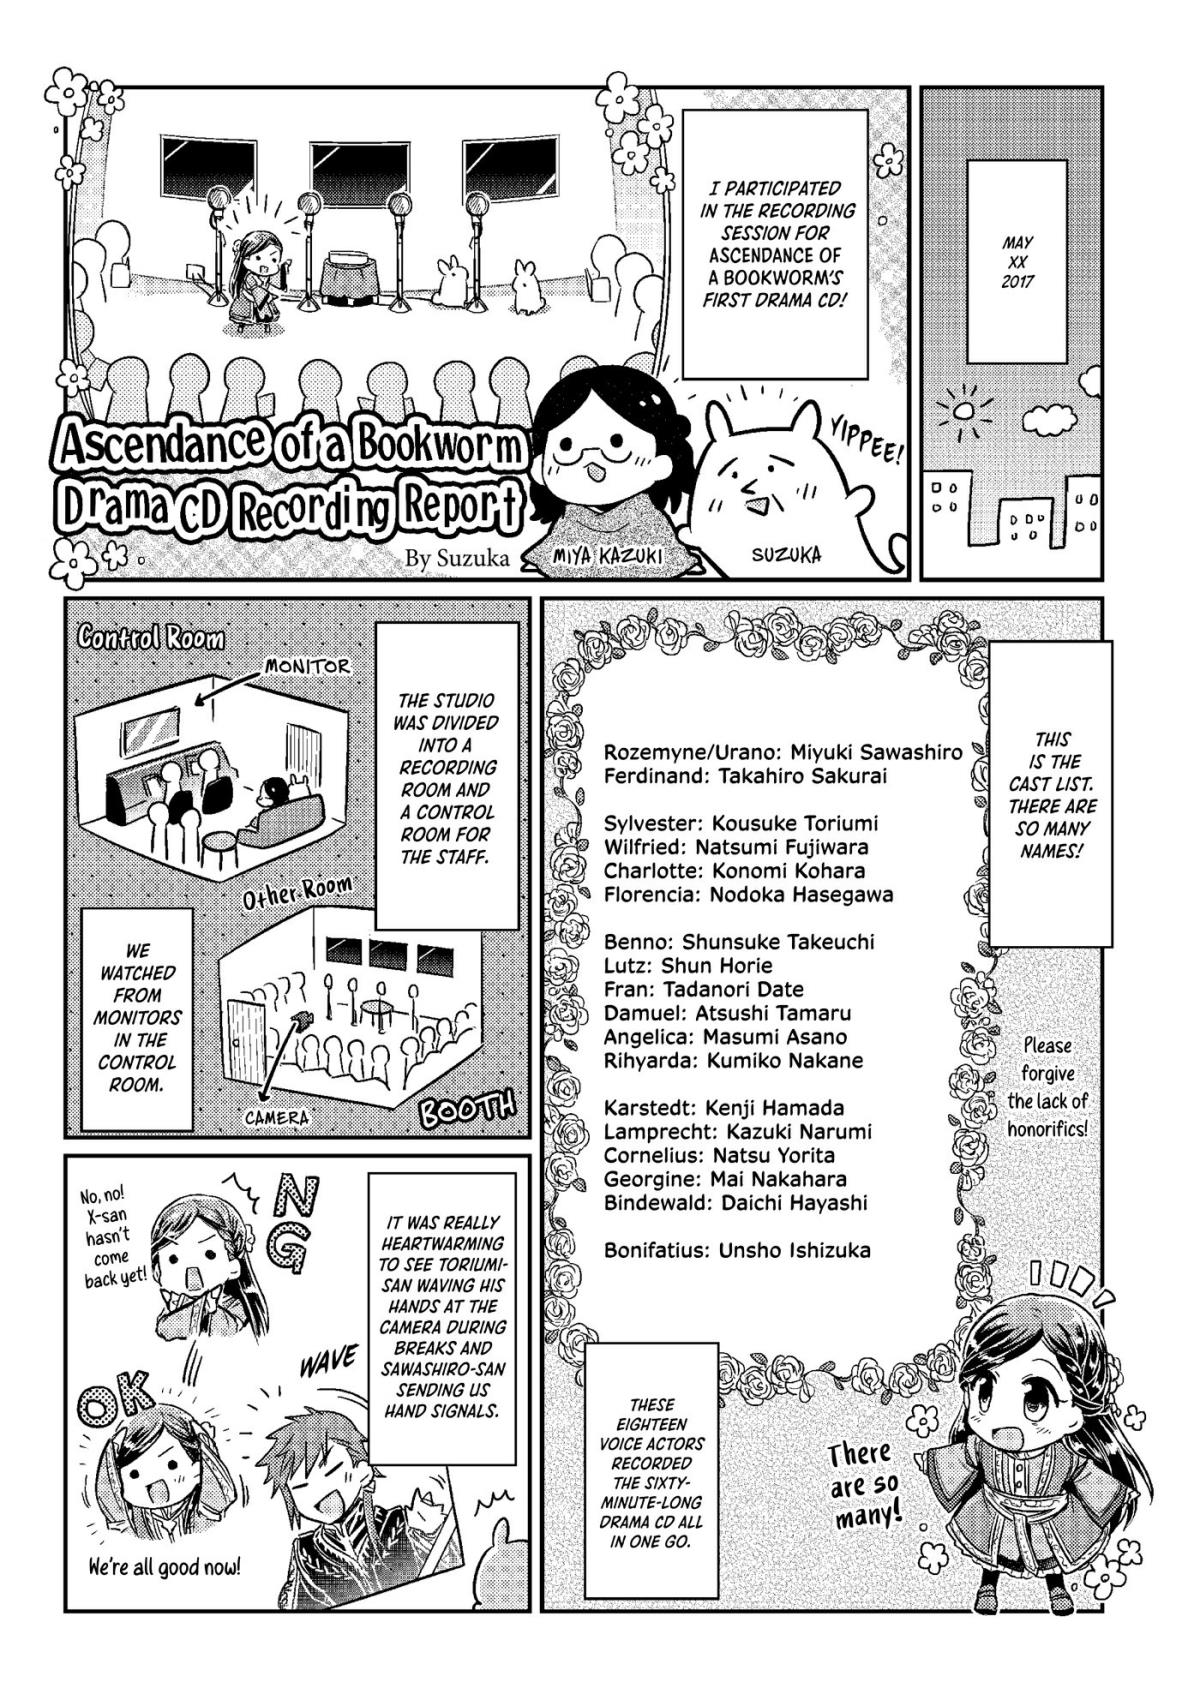 MAY
XX
2017
I PARTICIPATED
IN THE RECORDING
SESSION FOR
ASCENDANCE OF
A BOOKWORM'S
FIRST DRAMA CD!
YIPPEE!
MIYA KAZUKI
SUZUKA
Ascendance of a Bookworm
Drama CD Recording Report
By Suzuka
THIS
IS THE
CAST LIST.
THERE ARE
SO MANY
NAMES!
Rozemyne/Urano: Miyuki Sawashiro
Ferdinand: Takahiro Sakurai
Sylvester: Kousuke Toriumi
Wilfried: Natsumi Fujiwara
Charlotte: Konomi Kohara
Florencia: Nodoka Hasegawa
Benno: Shunsuke Takeuchi
Lutz: Shun Horie
Fran: Tadanori Date
Damuel: Atsushi Tamaru
Angelica: Masumi Asano
Rihyarda: Kumiko Nakane
Karstedt: Kenji Hamada
Lamprecht: Kazuki Narumi
Cornelius: Natsu Yorita
Georgine: Mai Nakahara
Bindewald: Daichi Hayashi
Bonifatius: Unsho Ishizuka
Please
forgive
the lack of
honorifics!
There
are so
many!
THESE
EIGHTEEN
VOICE ACTORS
RECORDED
THE SIXTY-
MINUTE-LONG
DRAMA CD ALL
IN ONE GO.
THE STUDIO
WAS DIVIDED
INTO A
RECORDING
ROOM AND
A CONTROL
ROOM FOR
THE STAFF.
Control Room
MONITOR
Other Room
CAMERA
BOOTH
WE
WATCHED
FROM
MONITORS
IN THE
CONTROL
ROOM.
IT WAS REALLY
HEARTWARMING
TO SEE TORIUMI-
SAN WAVING HIS
HANDS AT THE
CAMERA DURING
BREAKS AND
SAWASHIRO-SAN
SENDING US
HAND SIGNALS.
NG
No, no!
X-san
hasn't
come
back yet!
WAVE
OK
We're all good now!